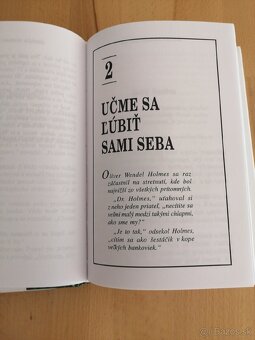 2
UČME SA
ĽÚBIŤ
SAMI SEBA
Oliver Wendel Holmes sa raz
zúčastnil na stretnutí, kde bol
najnižší zo všetkých prítomných.
„Dr. Holmes,“ uťahoval si
z neho jeden priateľ, „necítite sa
veľmi malý medzi takými chlapmi,
ako sme my?“
„Je to tak,“ odsekol Holmes,
„cítim sa ako šestáčik v kope
veľkých bankoviek.“